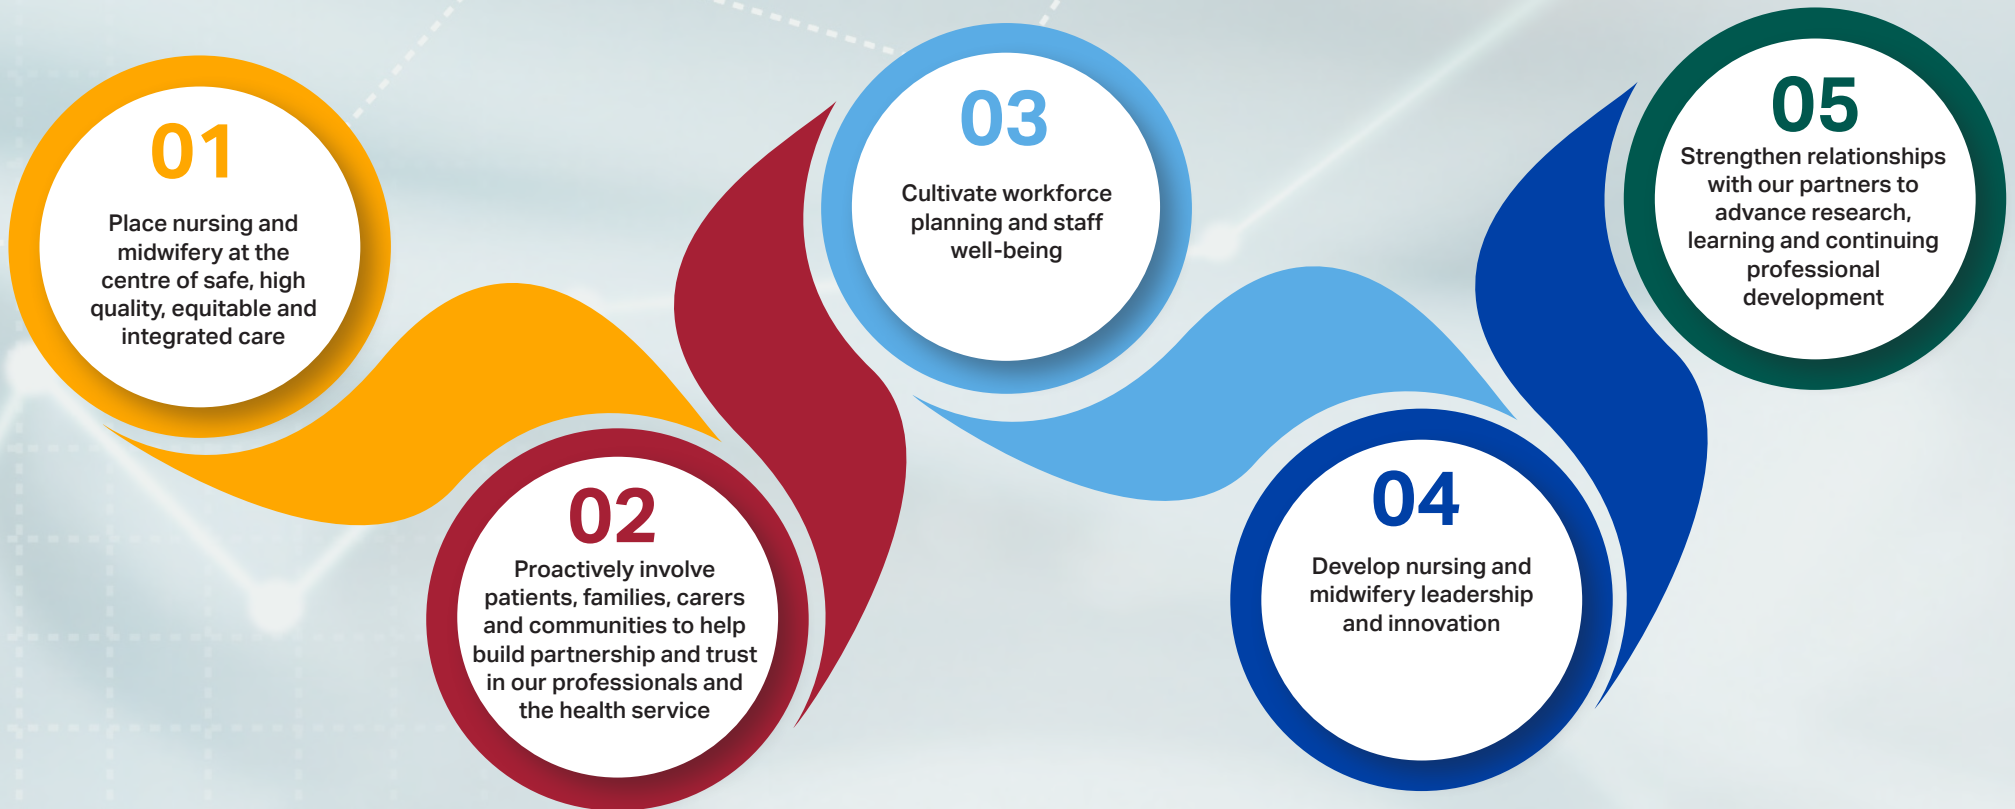 01
Place nursing and
midwifery at the
centre of safe, high
quality, equitable and
integrated care
02
Proactively involve
patients, families, carers
and communities to help
build partnership and trust
in our professionals and
the health service
03
Cultivate workforce
planning and staff
well-being
04
Develop nursing and
midwifery leadership
and innovation
05
Strengthen relationships
with our partners to
advance research,
learning and continuing
professional
development